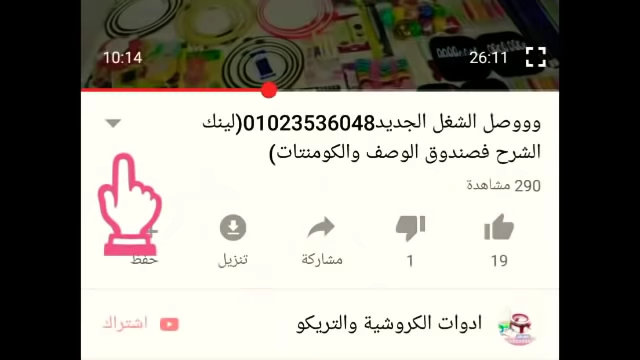 10:14
26:11
وووصل الشغل الجديد01023536048(لينك
الشرح فصندوق الوصف والكومنتات)
290 مشاهدة
19
1
مشاركة
تنزيل
حفظ
ادوات الكروشية والتريكو
اشتراك